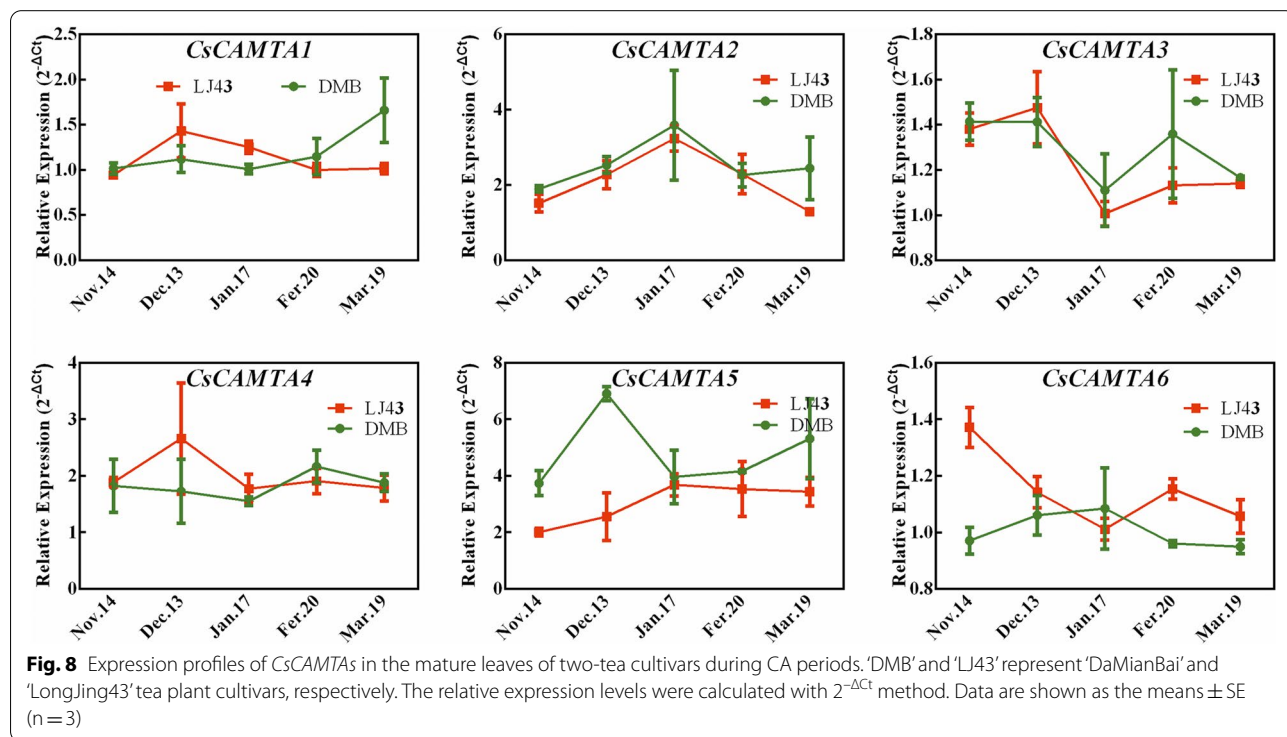 CsCAMTA1
LJ43 DMB
Relative Expression (2-ΔCt)
2.5
2.0
1.5
1.0
0.5
0.0
Nov.14 Dec.13 Jan.17 Fer.20 Mar.19
CsCAMTA2
LJ43
DMB
Relative Expression (2-ΔCt)
6
4
2
0
Nov.14 Dec.13 Jan.17 Fer.20 Mar.19
CsCAMTA3
LJ43
DMB
Relative Expression (2-ΔCt)
1.8
1.6
1.4
1.2
1.0
0.8
Nov.14 Dec.13 Jan.17 Fer.20 Mar.19
CsCAMTA4
LJ43
DMB
Relative Expression (2-ΔCt)
4
3
2
1
0
Nov.14 Dec.13 Jan.17 Fer.20 Mar.19
CsCAMTA5
LJ43
DMB
Relative Expression (2-ΔCt)
8
6
4
2
0
Nov.14 Dec.13 Jan.17 Fer.20 Mar.19
CsCAMTA6
LJ43
DMB
Relative Expression (2-ΔCt)
1.6
1.4
1.2
1.0
0.8
Nov.14 Dec.13 Jan.17 Fer.20 Mar.19
Fig. 8 Expression profiles of CsCAMTAs in the mature leaves of two-tea cultivars during CA periods. ‘DMB’ and ‘LJ43’ represent ‘DaMianBai’ and
‘LongJing43’ tea plant cultivars, respectively. The relative expression levels were calculated with 2−ΔCt method. Data are shown as the means ± SE
(n = 3)